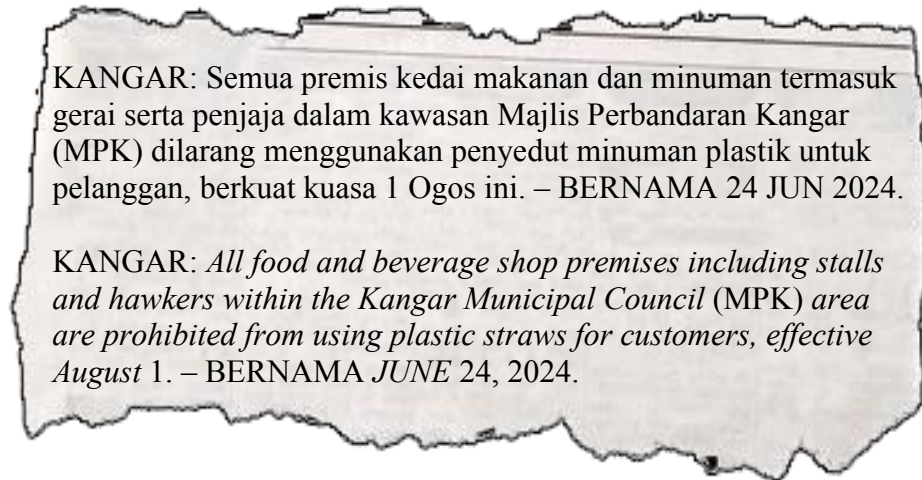 KANGAR: Semua premis kedai makanan dan minuman termasuk
gerai serta penjaja dalam kawasan Majlis Perbandaran Kangar
(MPK) dilarang menggunakan penyedut minuman plastik untuk
pelanggan, berkuat kuasa 1 Ogos ini. – BERNAMA 24 JUN 2024.
KANGAR: All food and beverage shop premises including stalls
and hawkers within the Kangar Municipal Council (MPK) area
are prohibited from using plastic straws for customers, effective
August 1. – BERNAMA JUNE 24, 2024.